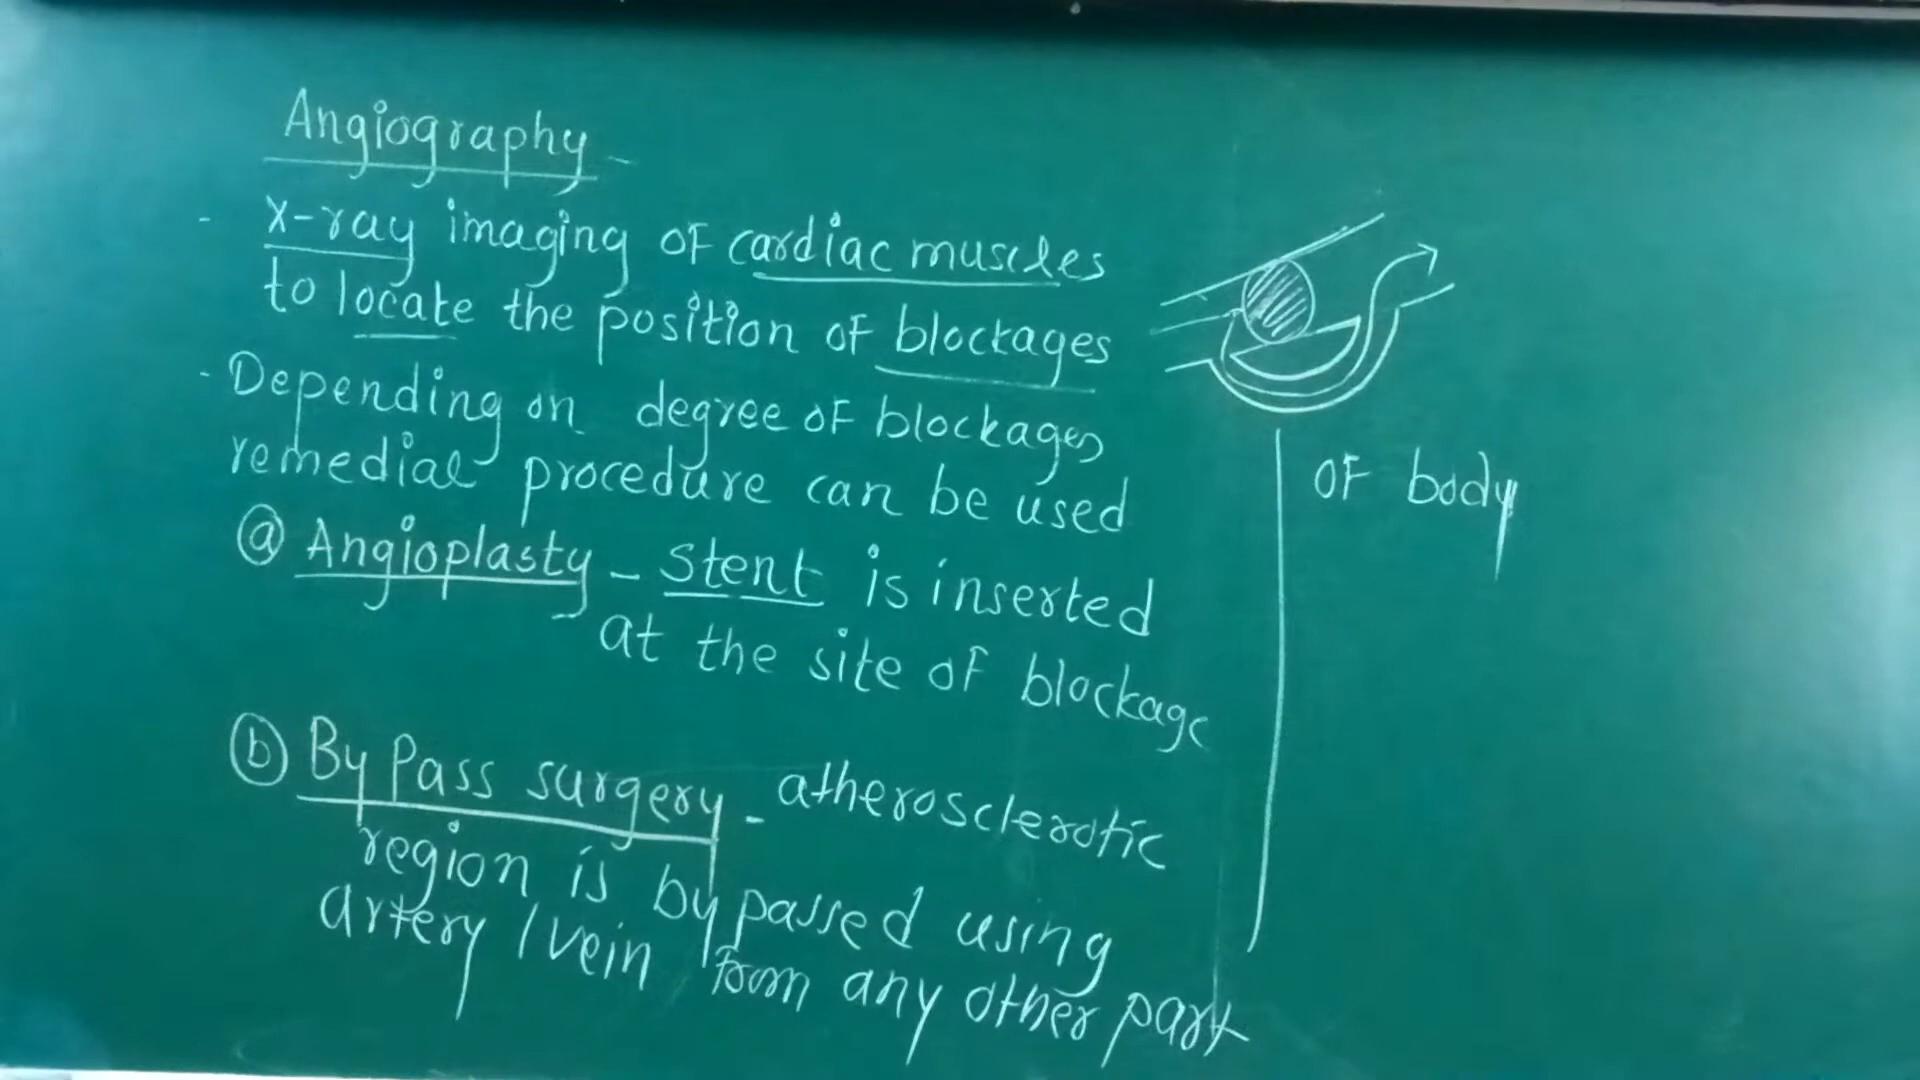 Angiography -
- X-ray imaging of cardiac muscles
to locate the position of blockages
- Depending on degree of blockages
remedial procedure can be used
ⓐ Angioplasty - Stent is inserted
at the site of blockage
ⓑ By Pass surgery - atherosclerotic
region is by passed using
artery / vein from any other part
of body